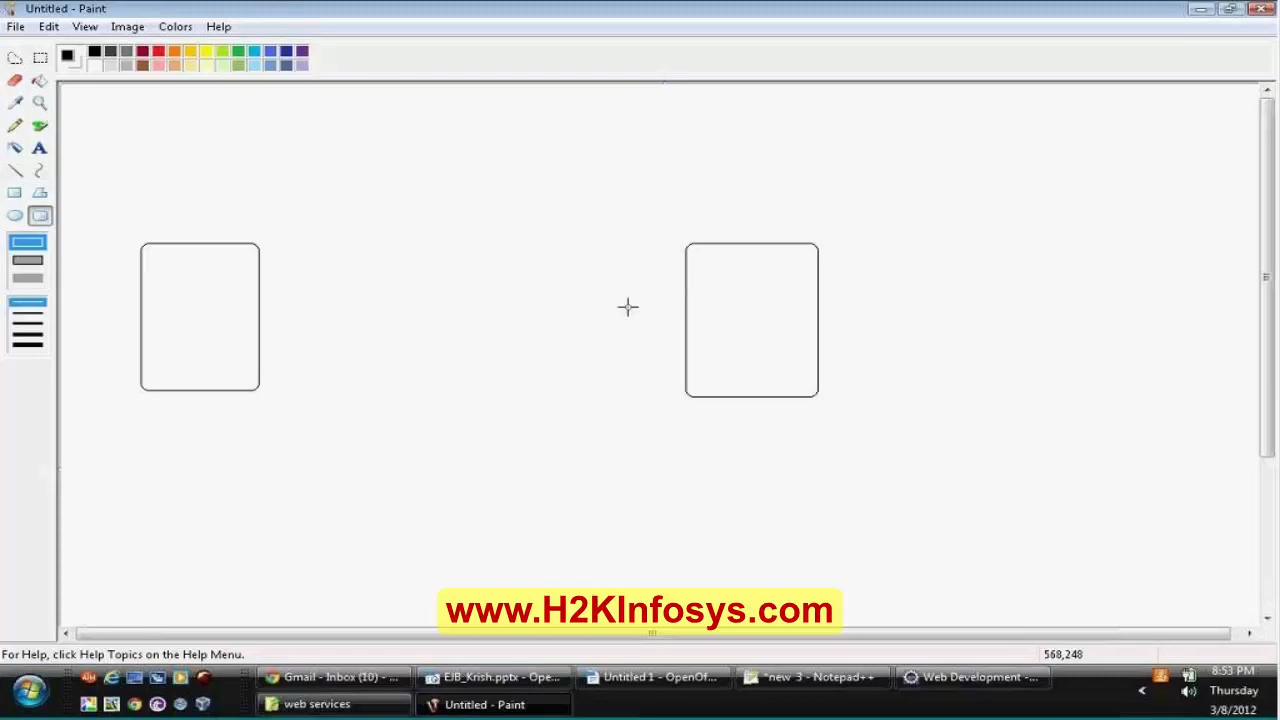 Untitled - Paint
File Edit View Image Colors Help
A
www.H2KInfosys.com
For Help, click Help Topics on the Help Menu.
568,248
Gmail - Inbox (10) - ...
EJB_Krish.pptx - Ope...
Untitled 1 - OpenOf...
*new 3 - Notepad++
Web Development -...
8:53 PM
web services
Untitled - Paint
Thursday
3/8/2012